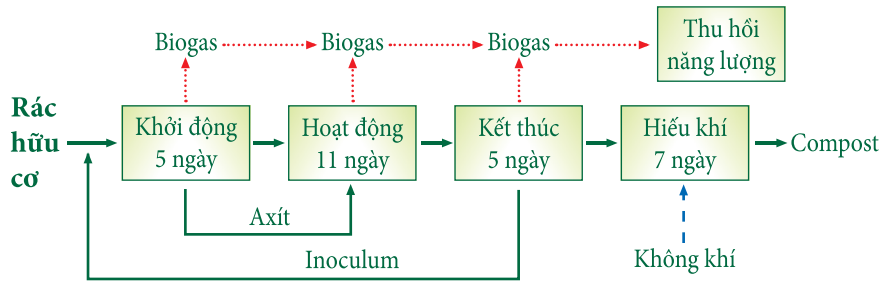 Biogas
Biogas
Biogas
Thu hồi
năng lượng
Rác
hữu
cơ
Khởi động
5 ngày
Hoạt động
11 ngày
Kết thúc
5 ngày
Hiếu khí
7 ngày
Compost
Axít
Inoculum
Không khí